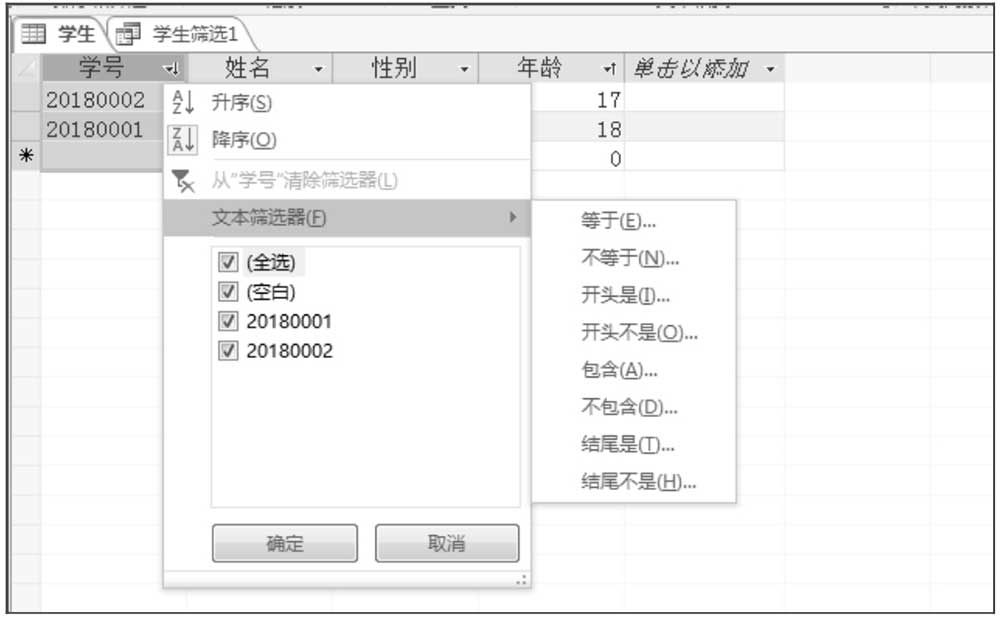 学生 学生筛选1
学号 姓名 性别 年龄 单击以添加
20180002 17
20180001 18
* 0
升序(S)
降序(O)
从"学号"清除筛选器(L)
文本筛选器(F)
(全选)
(空白)
20180001
20180002
确定 取消
等于(E)...
不等于(N)...
开头是(I)...
开头不是(O)...
包含(A)...
不包含(D)...
结尾是(T)...
结尾不是(H)...